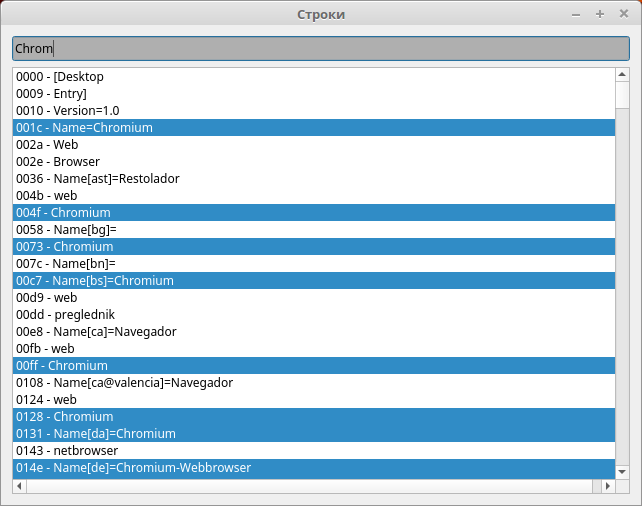 Строки
Chrom
0000 - [Desktop
0009 - Entry]
0010 - Version=1.0
001c - Name=Chromium
002a - Web
002e - Browser
0036 - Name[ast]=Restolador
004b - web
004f - Chromium
0058 - Name[bg]=
0073 - Chromium
007c - Name[bn]=
00c7 - Name[bs]=Chromium
00d9 - web
00dd - preglednik
00e8 - Name[ca]=Navegador
00fb - web
00ff - Chromium
0108 - Name[ca@valencia]=Navegador
0124 - web
0128 - Chromium
0131 - Name[da]=Chromium
0143 - netbrowser
014e - Name[de]=Chromium-Webbrowser